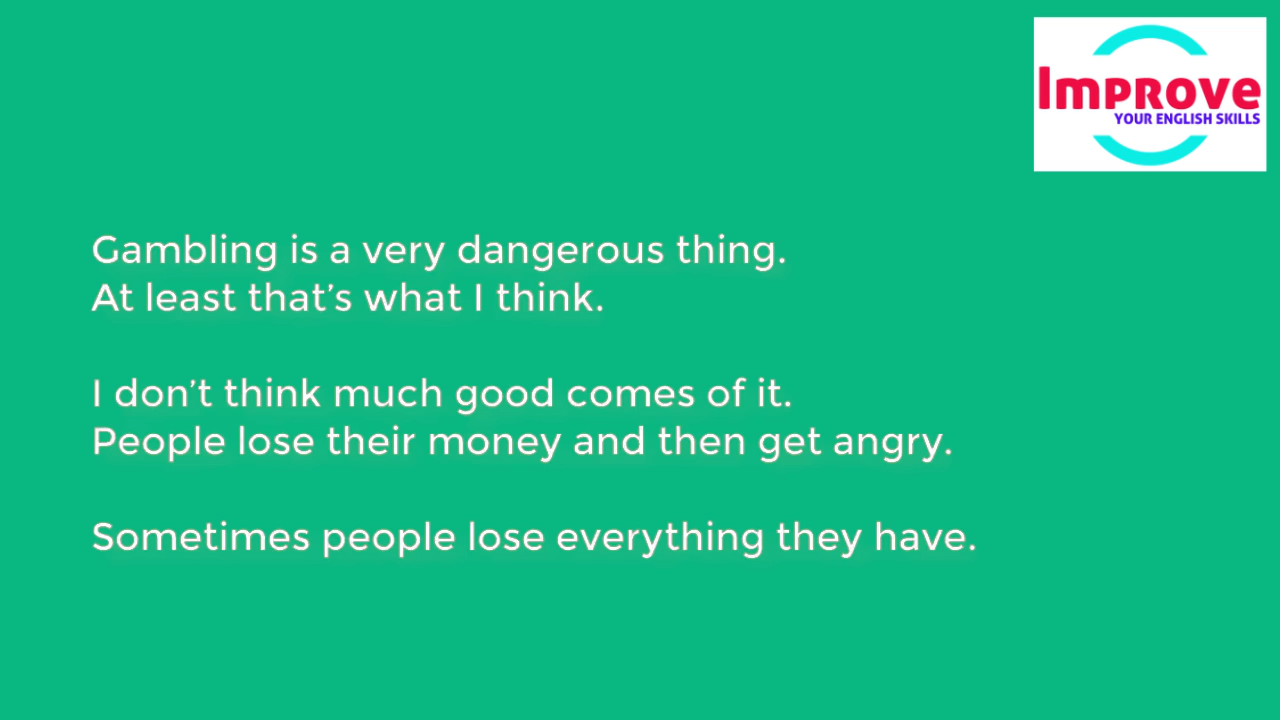 Improve
YOUR ENGLISH SKILLS
Gambling is a very dangerous thing.
At least that's what I think.
I don't think much good comes of it.
People lose their money and then get angry.
Sometimes people lose everything they have.